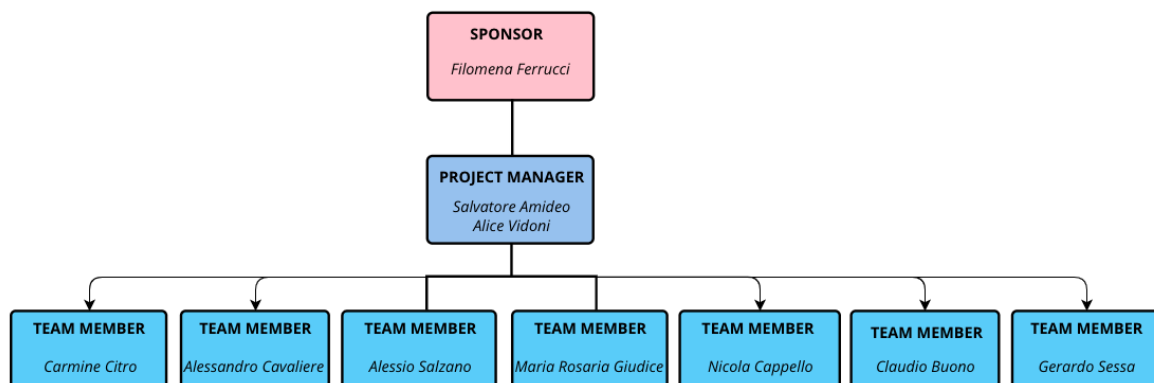 SPONSOR
Filomena Ferrucci
PROJECT MANAGER
Salvatore Amideo
Alice Vidoni
TEAM MEMBER
Carmine Citro
TEAM MEMBER
Alessandro Cavaliere
TEAM MEMBER
Alessio Salzano
TEAM MEMBER
Maria Rosaria Giudice
TEAM MEMBER
Nicola Cappello
TEAM MEMBER
Claudio Buono
TEAM MEMBER
Gerardo Sessa